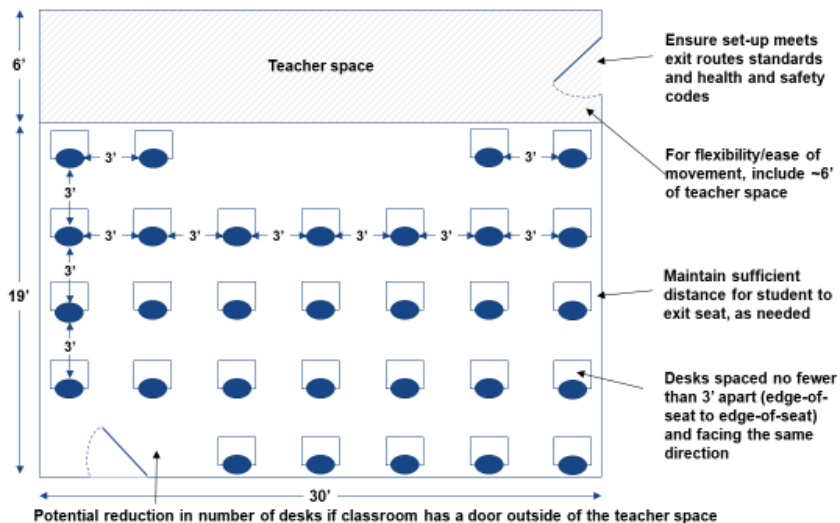 Ensure set-up meets
exit routes standards
and health and safety
codes
6'
Teacher space
For flexibility/ease of
movement, include ~6'
of teacher space
3'
3'
3'
3'
3'
3'
3'
3'
3'
3'
19'
Maintain sufficient
distance for student to
exit seat, as needed
3'
Desks spaced no fewer
than 3' apart (edge-of-
seat to edge-of-seat)
and facing the same
direction
30'
Potential reduction in number of desks if classroom has a door outside of the teacher space